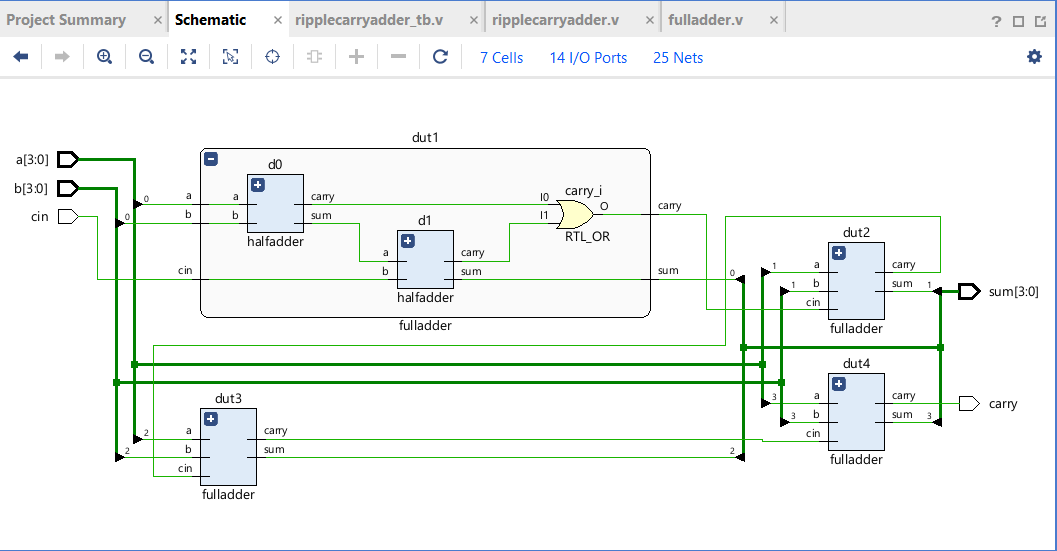 Project Summary × Schematic × ripplecarryadder_tb.v × ripplecarryadder.v × fulladder.v × ?
7 Cells 14 I/O Ports 25 Nets
dut1
a[3:0]
b[3:0]
cin
0
0
a
b
cin
d0
a
b
carry
sum
halfadder
d1
a
b
carry
sum
halfadder
carry_i
I0
I1
O
RTL_OR
carry
sum
fulladder
0
dut2
1
a
1
b
cin
carry
sum
1
fulladder
sum[3:0]
dut4
3
a
3
b
cin
carry
sum
3
fulladder
carry
dut3
2
a
2
b
cin
carry
sum
2
fulladder